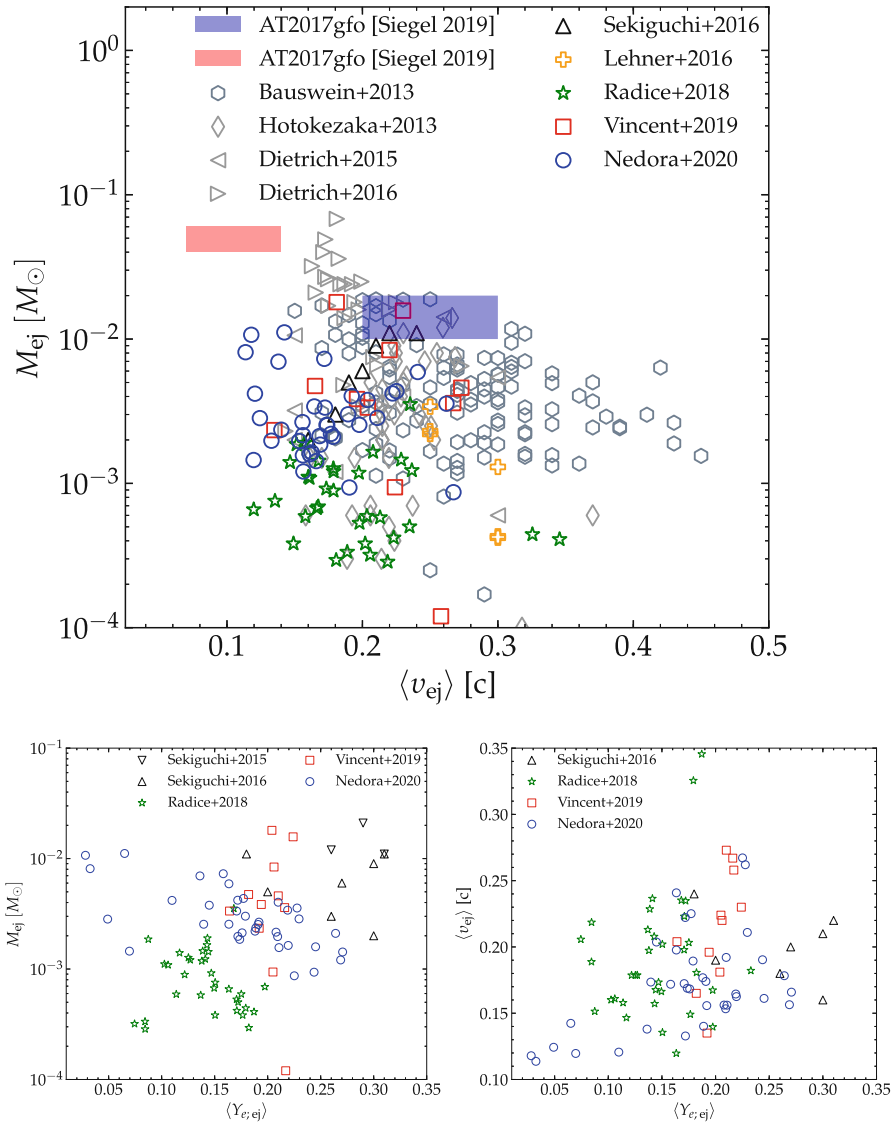 AT2017gfo [Siegel 2019]
AT2017gfo [Siegel 2019]
Bauswein+2013
Hotokezaka+2013
Dietrich+2015
Dietrich+2016
Sekiguchi+2016
Lehner+2016
Radice+2018
Vincent+2019
Nedora+2020
10⁰
10⁻¹
10⁻²
10⁻³
10⁻⁴
M_ej [M_⊙]
0.1 0.2 0.3 0.4 0.5
⟨v_ej⟩ [c]
Sekiguchi+2015
Sekiguchi+2016
Radice+2018
Vincent+2019
Nedora+2020
10⁻¹
10⁻²
10⁻³
10⁻⁴
M_ej [M_⊙]
0.05 0.10 0.15 0.20 0.25 0.30 0.35
⟨Y_e; ej⟩
Sekiguchi+2016
Radice+2018
Vincent+2019
Nedora+2020
0.35
0.30
0.25
0.20
0.15
0.10
⟨v_ej⟩ [c]
0.05 0.10 0.15 0.20 0.25 0.30 0.35
⟨Y_e; ej⟩